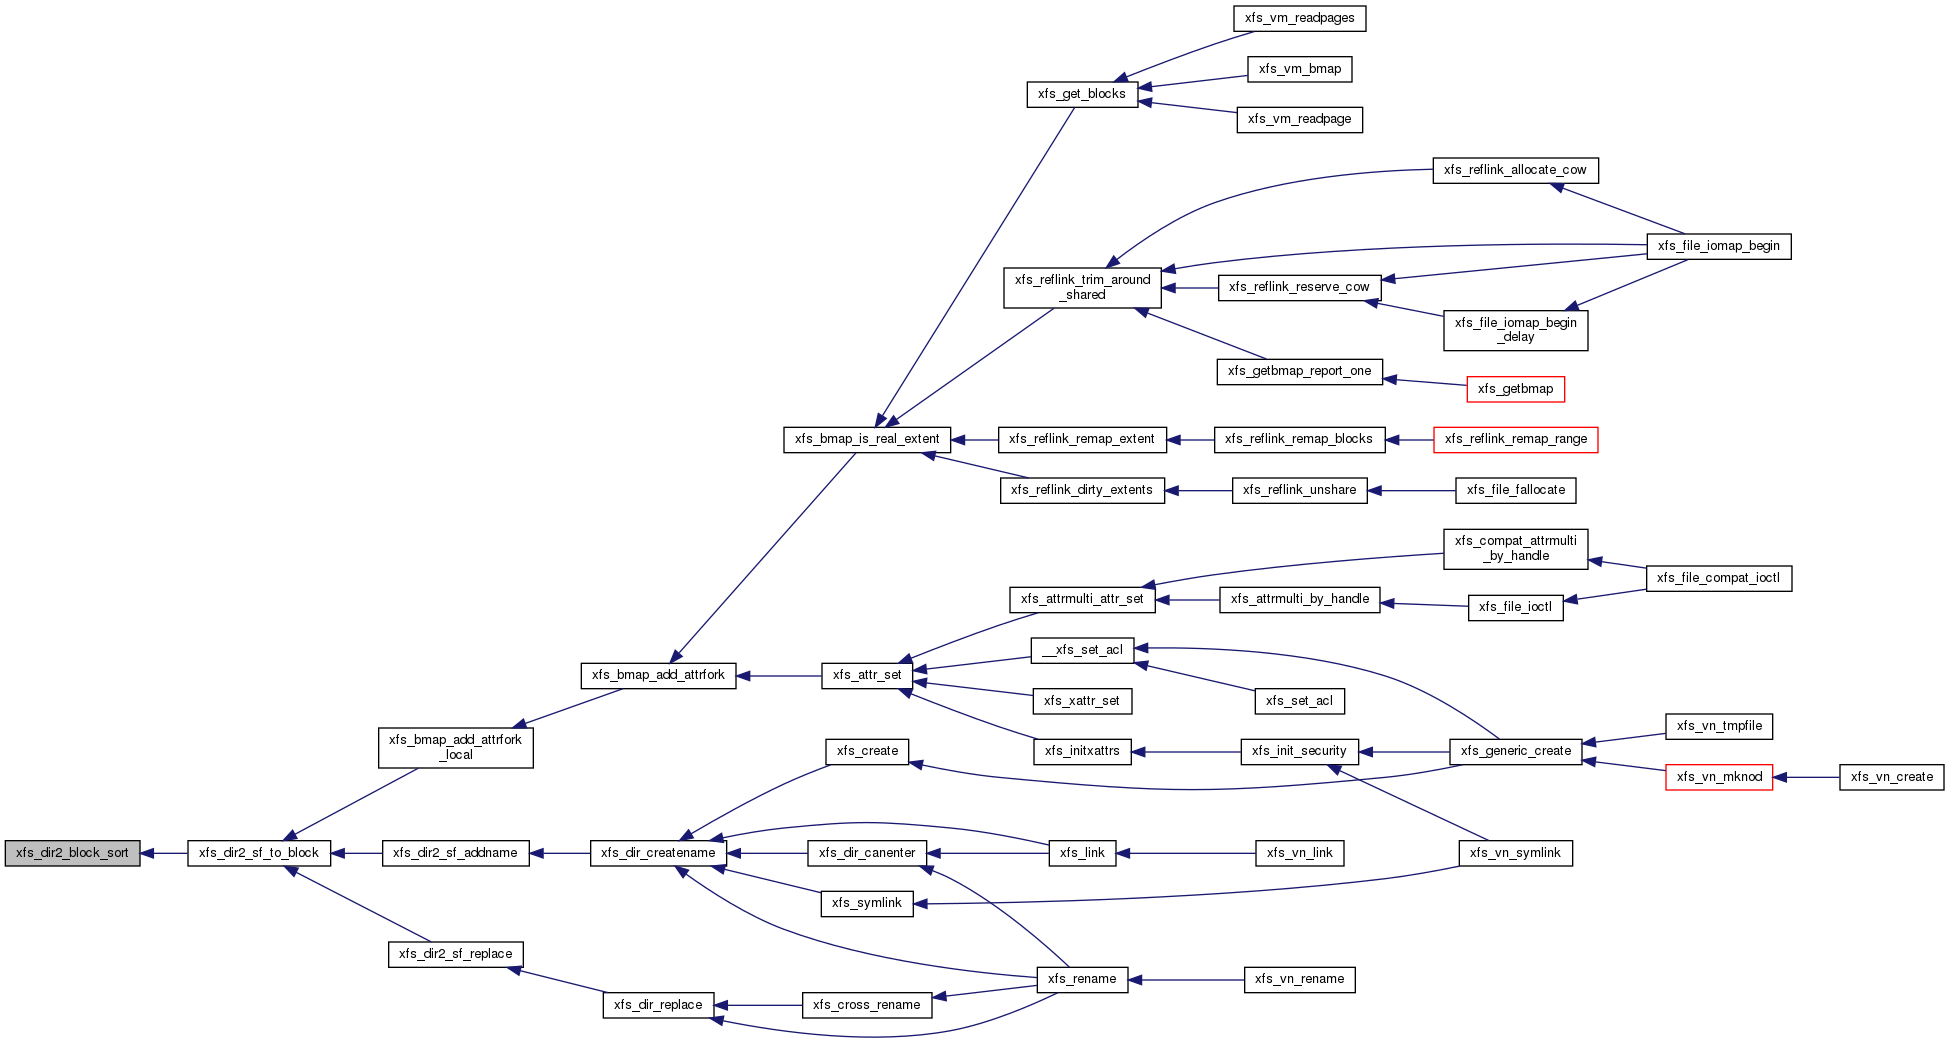 xfs_vm_readpages
xfs_vm_bmap
xfs_get_blocks
xfs_vm_readpage
xfs_reflink_allocate_cow
xfs_file_iomap_begin
xfs_reflink_trim_around
_shared
xfs_reflink_reserve_cow
xfs_file_iomap_begin
_delay
xfs_getbmap_report_one
xfs_getbmap
xfs_bmap_is_real_extent
xfs_reflink_remap_extent
xfs_reflink_remap_blocks
xfs_reflink_remap_range
xfs_reflink_dirty_extents
xfs_reflink_unshare
xfs_file_fallocate
xfs_compat_attrmulti
_by_handle
xfs_file_compat_ioctl
xfs_attrmulti_attr_set
xfs_attrmulti_by_handle
xfs_file_ioctl
__xfs_set_acl
xfs_bmap_add_attrfork
xfs_attr_set
xfs_xattr_set
xfs_set_acl
xfs_vn_tmpfile
xfs_bmap_add_attrfork
_local
xfs_create
xfs_initxattrs
xfs_init_security
xfs_generic_create
xfs_vn_mknod
xfs_vn_create
xfs_dir2_block_sort
xfs_dir2_sf_to_block
xfs_dir2_sf_addname
xfs_dir_createname
xfs_dir_canenter
xfs_link
xfs_vn_link
xfs_vn_symlink
xfs_symlink
xfs_dir2_sf_replace
xfs_rename
xfs_vn_rename
xfs_dir_replace
xfs_cross_rename